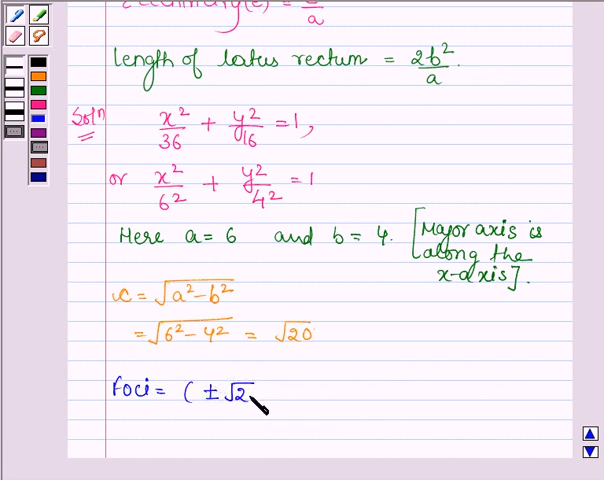 = c/a
length of latus rectum = 2b²/a.
Solⁿ x²/36 + y²/16 = 1,
or x²/6² + y²/4² = 1
Here a = 6 and b = 4. [Major axis is
along the
x-axis].
c = √a² – b²
= √6² – 4² = √20
Foci = ( ± √2